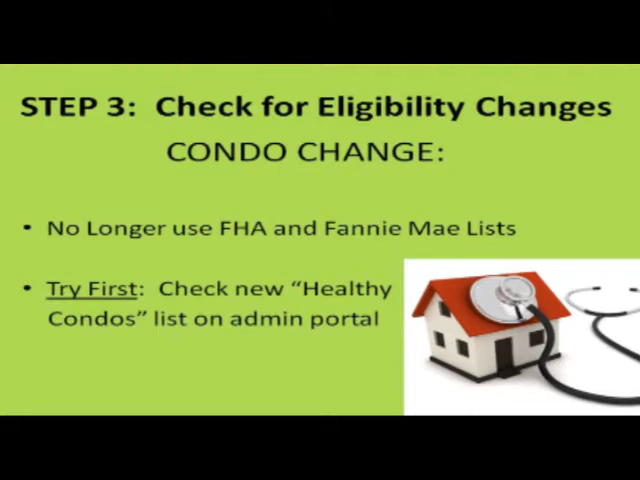 STEP 3:  Check for Eligibility Changes
CONDO CHANGE:
• No Longer use FHA and Fannie Mae Lists
• Try First:  Check new “Healthy
Condos” list on admin portal